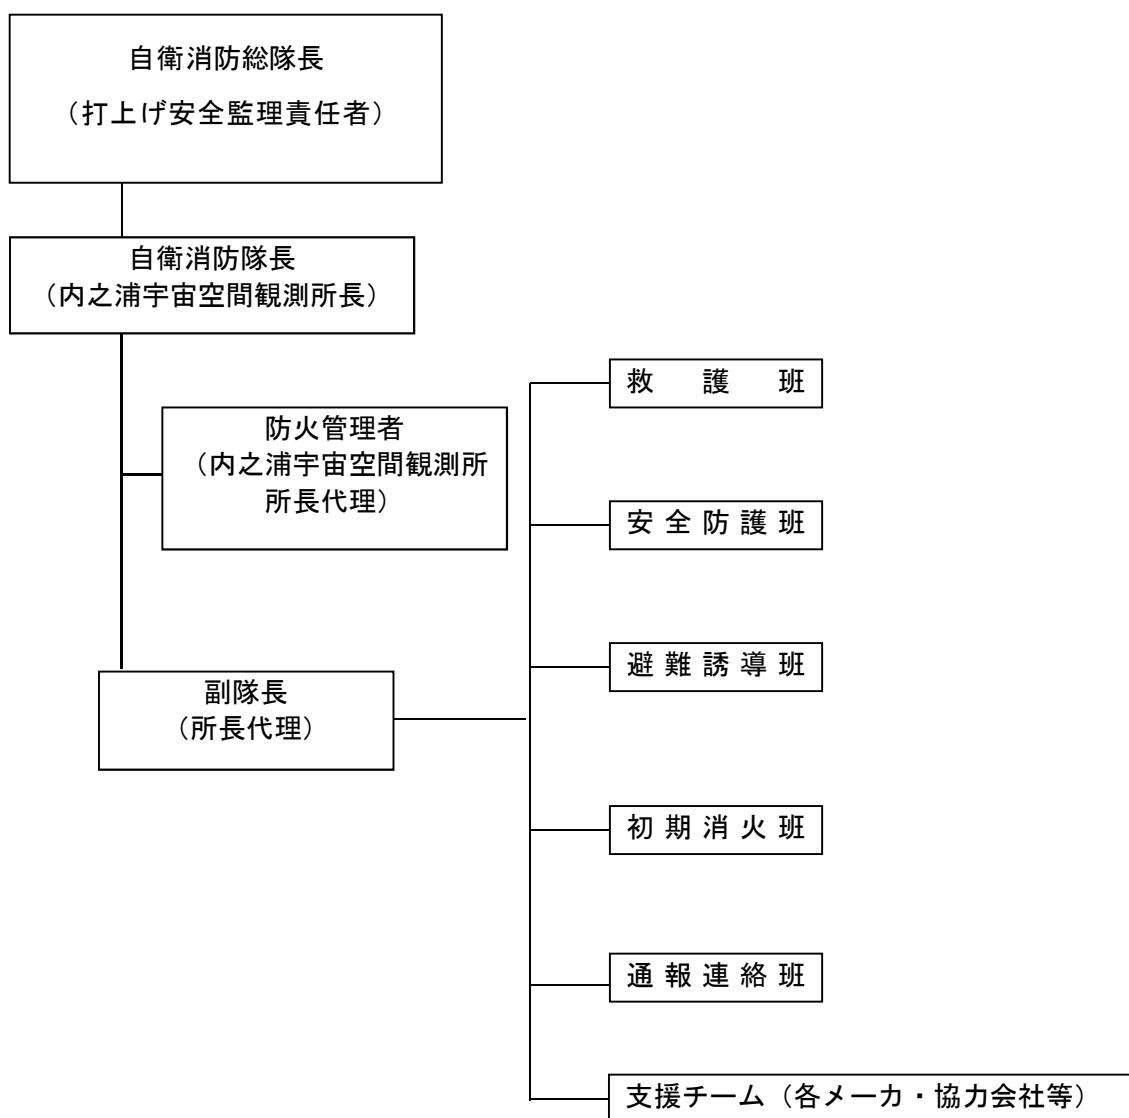 自衛消防総隊長
（打上げ安全監理責任者）
自衛消防隊長
（内之浦宇宙空間観測所長）
防火管理者
（内之浦宇宙空間観測所
所長代理）
副隊長
（所長代理）
救護班
安全防護班
避難誘導班
初期消火班
通報連絡班
支援チーム（各メーカ・協力会社等）